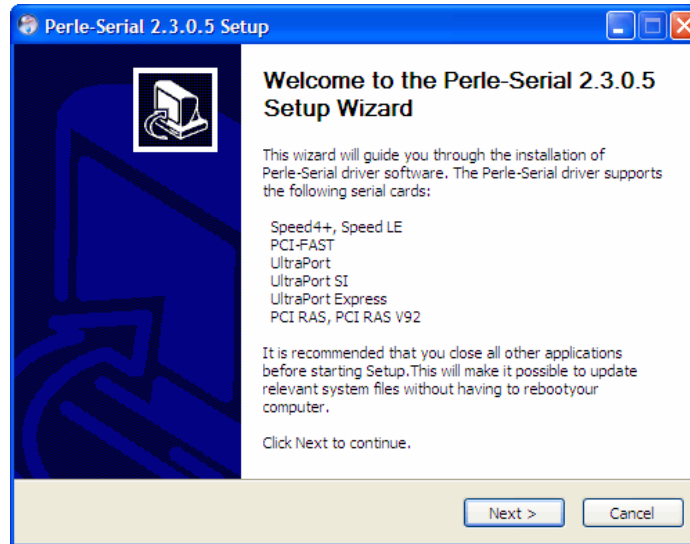 Perle-Serial 2.3.0.5 Setup
Welcome to the Perle-Serial 2.3.0.5
Setup Wizard
This wizard will guide you through the installation of
Perle-Serial driver software. The Perle-Serial driver supports
the following serial cards:
Speed4+, Speed LE
PCI-FAST
UltraPort
UltraPort SI
UltraPort Express
PCI RAS, PCI RAS V92
It is recommended that you close all other applications
before starting Setup.This will make it possible to update
relevant system files without having to rebootyour
computer.
Click Next to continue.
Next >
Cancel